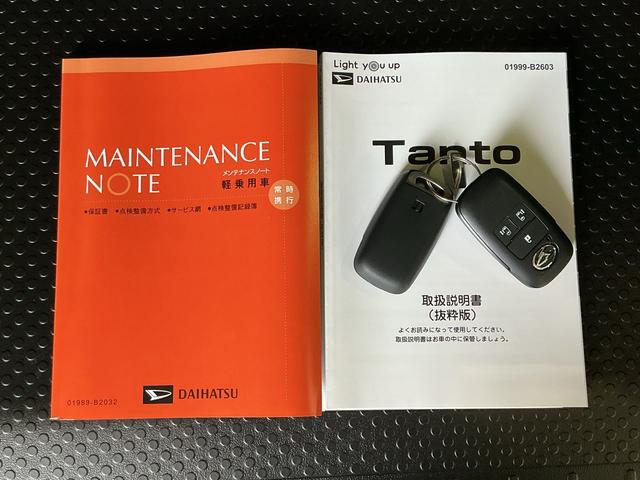 MAINTENANCE
NOTE
メンテナンスノート
軽乗用車
常時
携行
●保証書 ●点検整備方式 ●サービス網 ●点検整備記録簿
01989-B2032
DAIHATSU
Light you up
DAIHATSU
01999-B2603
Tanto
取扱説明書
(抜粋版)
よくお読みになって使用してください。
取扱説明書はお車の中に保管しましょう。